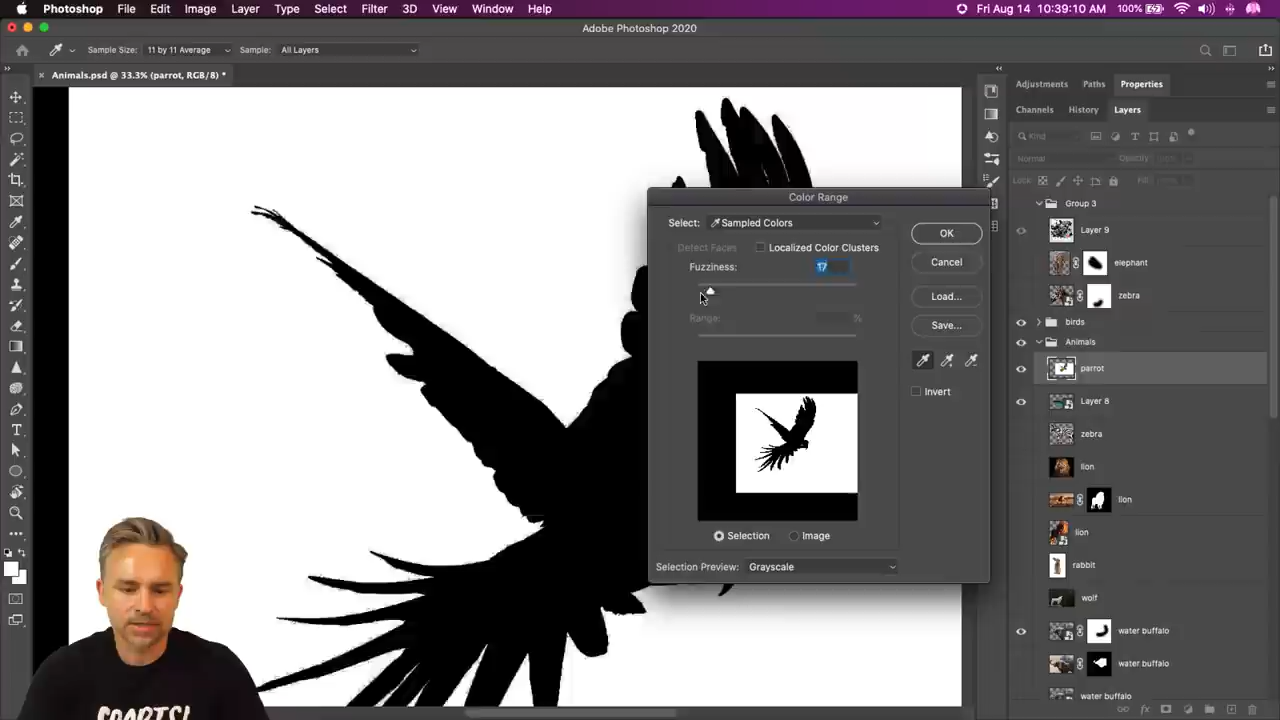 Photoshop File Edit Image Layer Type Select Filter 3D View Window Help 100% Fri Aug 14 10:39:10 AM
Adobe Photoshop 2020
Sample Size: 11 by 11 Average Sample: All Layers
× Animals.psd @ 33.3% (parrot, RGB/8) *
Adjustments Paths Properties
Channels History Layers
Kind
Normal Opacity:
Lock: Fill:
Group 3
Layer 9
elephant
zebra
birds
Animals
parrot
Layer 8
zebra
lion
lion
lion
rabbit
wolf
water buffalo
water buffalo
water buffalo
Color Range
Select: Sampled Colors
Detect Faces Localized Color Clusters
Fuzziness: 17
Range: %
OK
Cancel
Load...
Save...
Invert
Selection Image
Selection Preview: Grayscale
T
fx